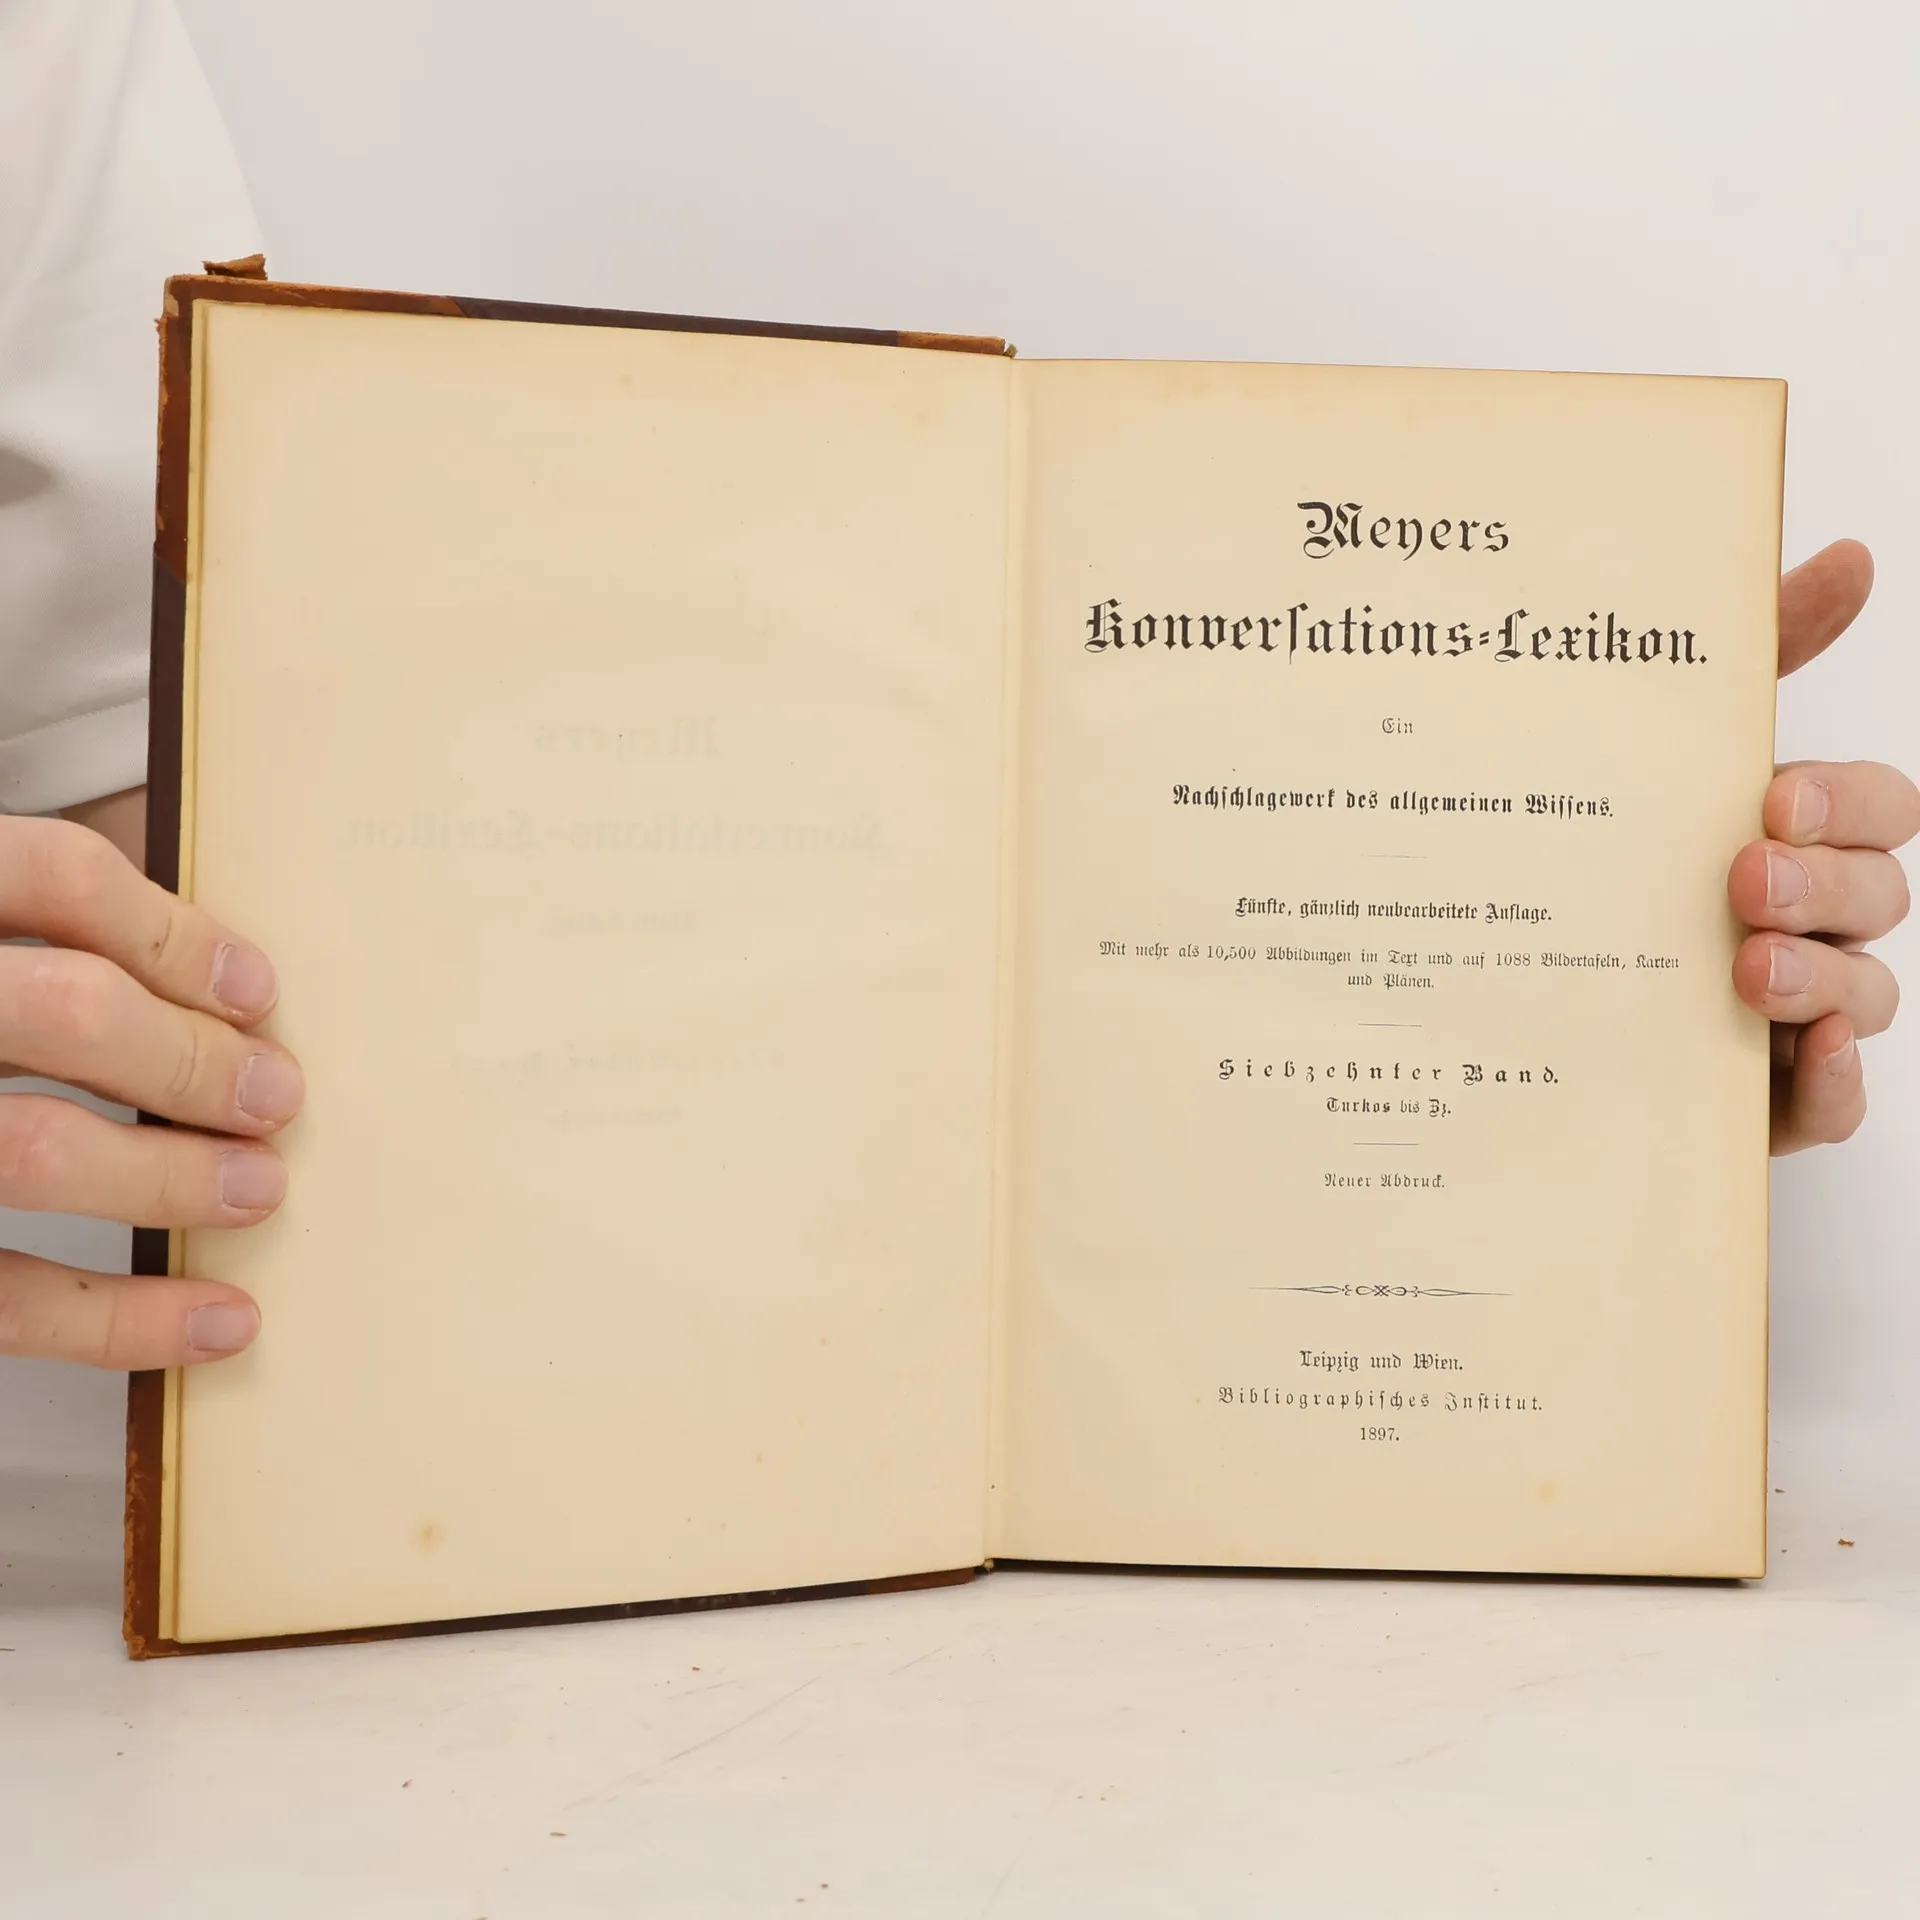 Meyers
Konverſations-Lexikon.
Ein
Nachſchlagewerk des allgemeinen Wiſſens.
Fünfte, gänzlich neubearbeitete Auflage.
Mit mehr als 10,500 Abbildungen im Text und auf 1088 Bildertafeln, Karten
und Plänen.
Siebzehnter Band.
Turkos bis Zz.
Neuer Abdruck.
Leipzig und Wien.
Bibliographiſches Inſtitut.
1897.